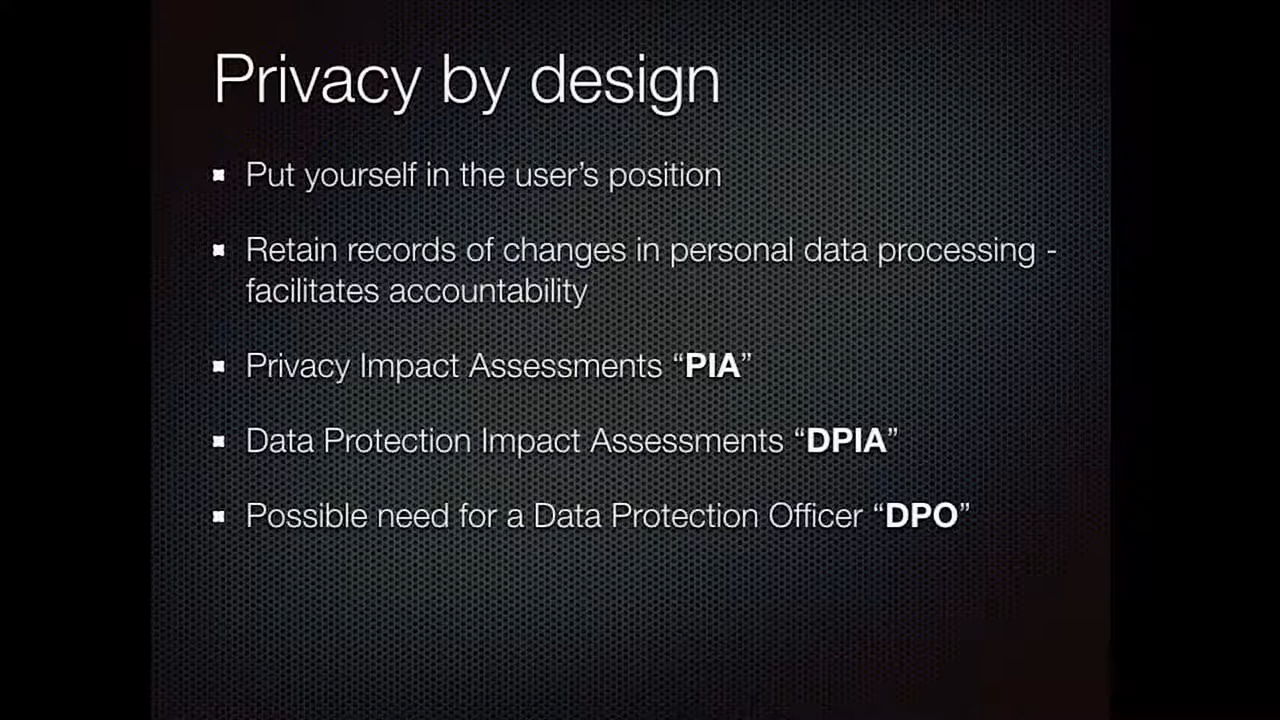 Privacy by design
Put yourself in the user’s position
Retain records of changes in personal data processing -
facilitates accountability
Privacy Impact Assessments “PIA”
Data Protection Impact Assessments “DPIA”
Possible need for a Data Protection Officer “DPO”